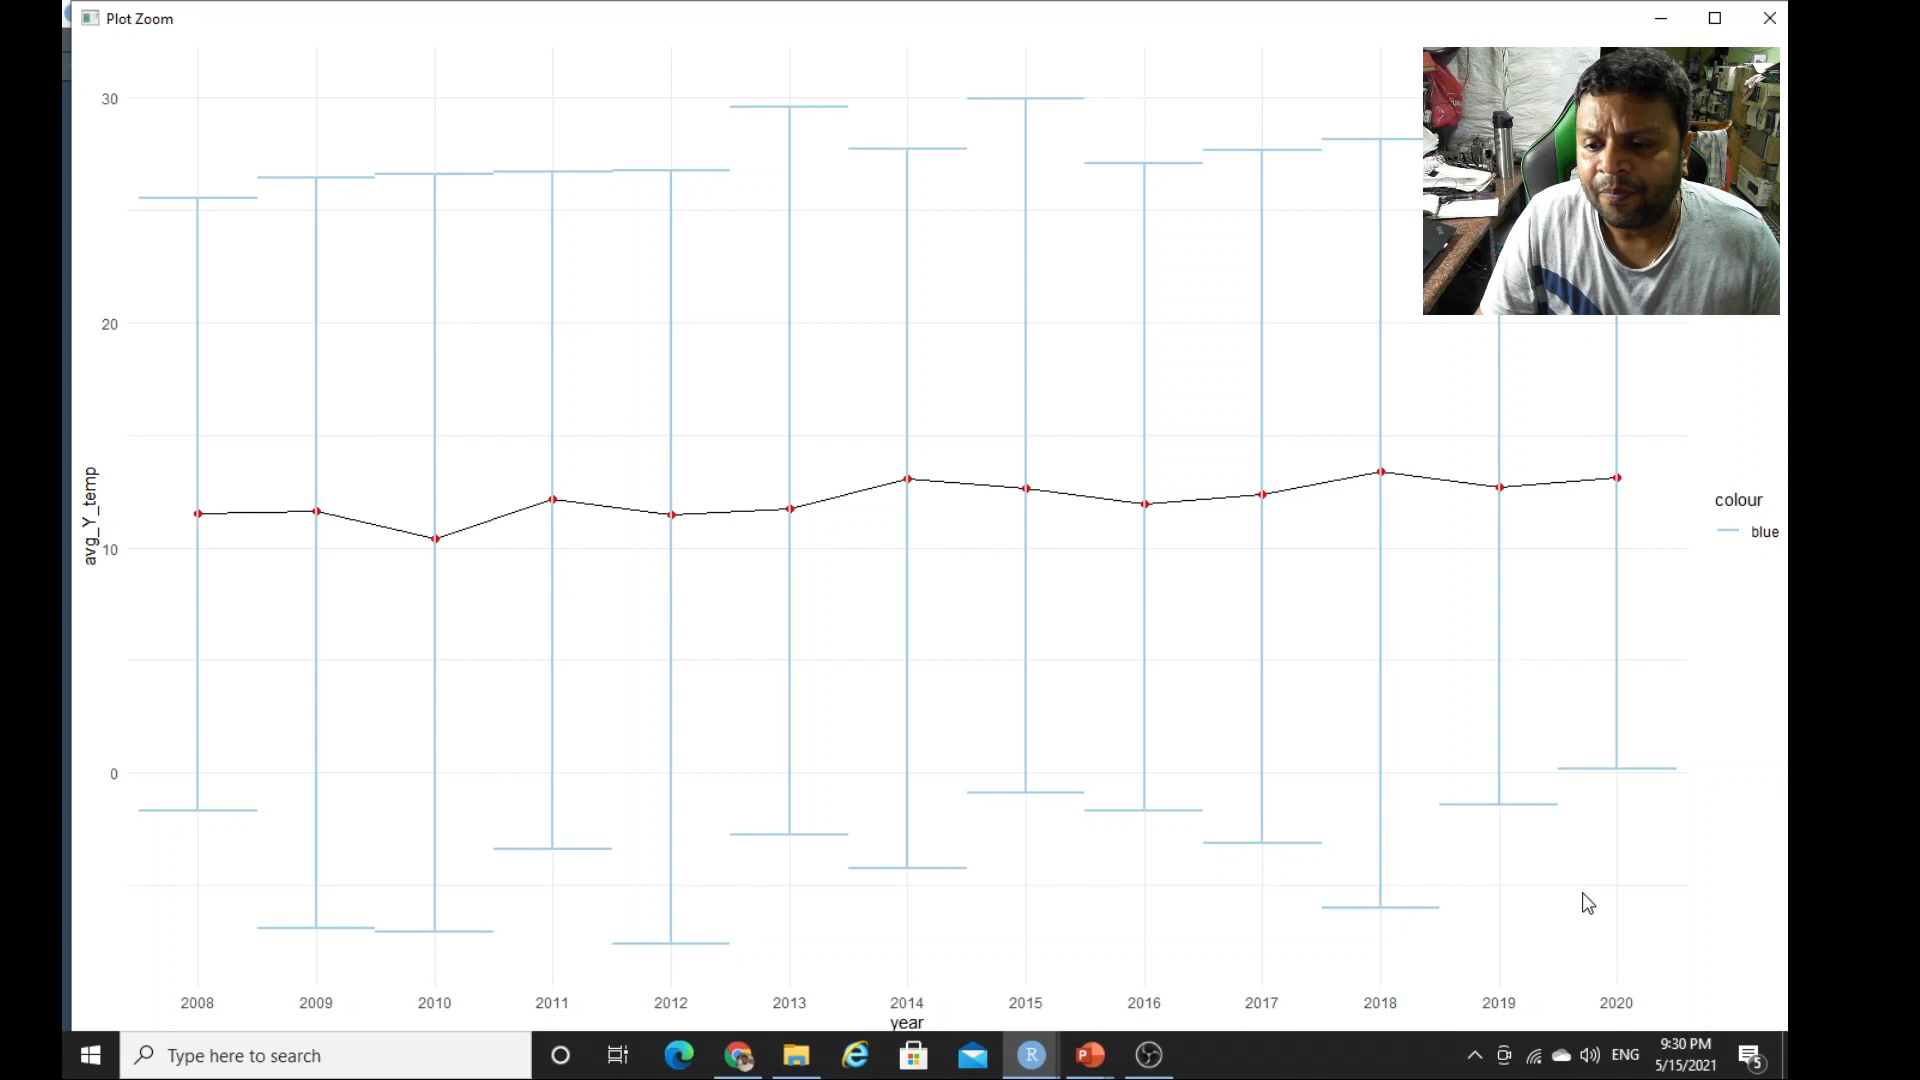 Plot Zoom
30
20
10
0
avg_Y_temp
colour
blue
2008 2009 2010 2011 2012 2013 2014 2015 2016 2017 2018 2019 2020
year
Type here to search
ENG
9:30 PM
5/15/2021
5